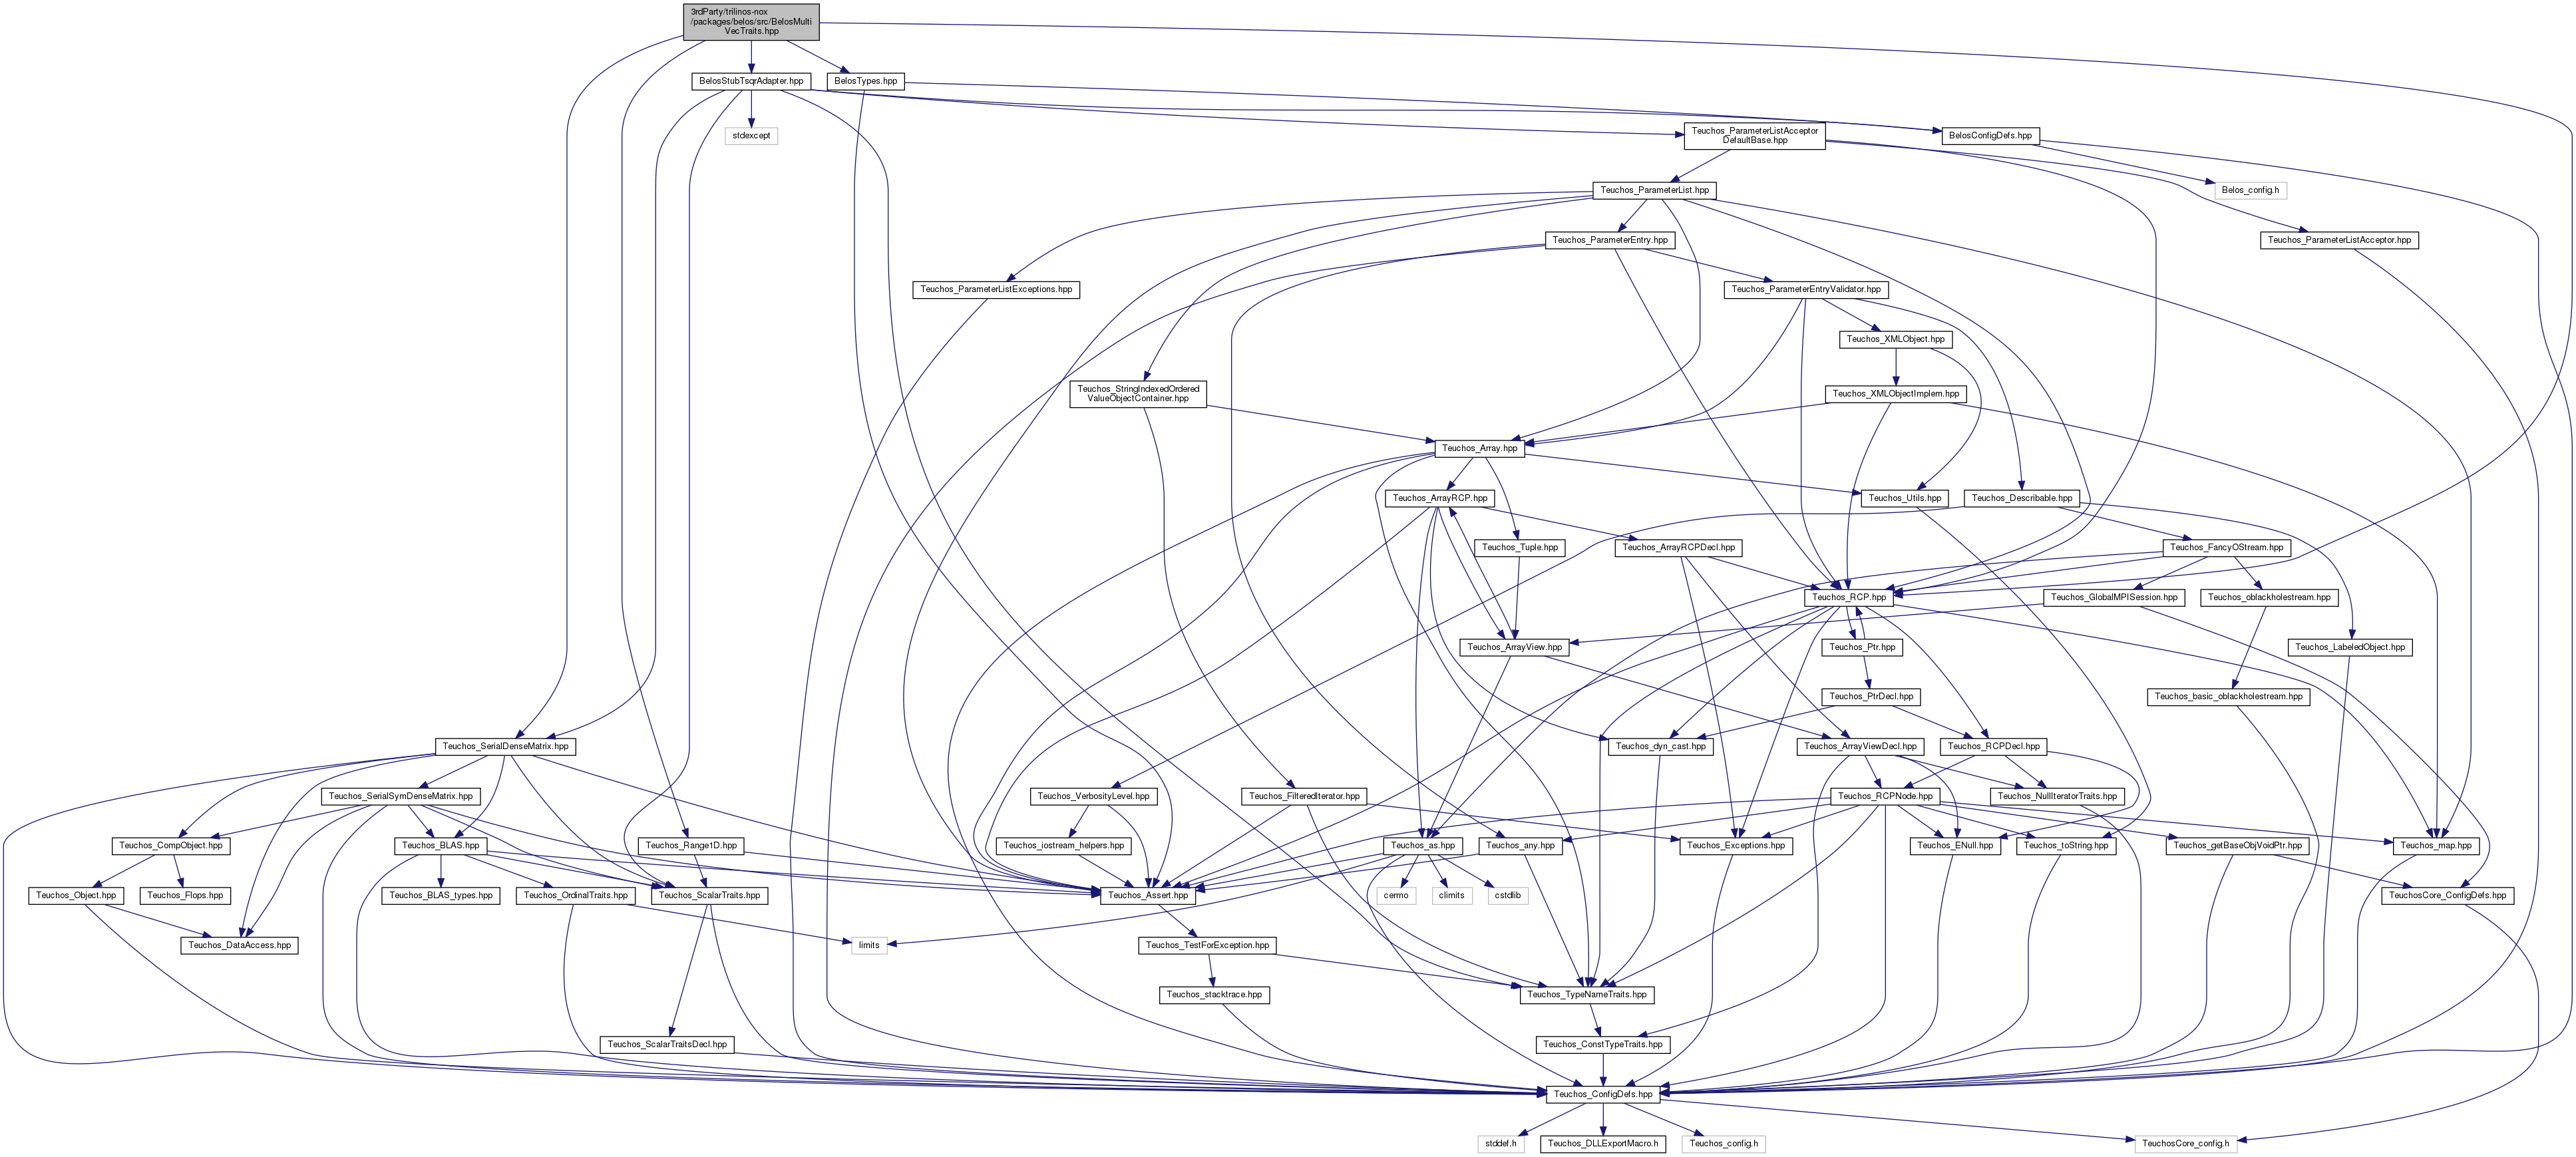 3rdParty/trilinos-nox
/packages/belos/src/BelosMulti
VecTraits.hpp
BelosStubTsqrAdapter.hpp
BelosTypes.hpp
stdexcept
Teuchos_ParameterListAcceptor
DefaultBase.hpp
BelosConfigDefs.hpp
Teuchos_ParameterList.hpp
Belos_config.h
Teuchos_ParameterEntry.hpp
Teuchos_ParameterListAcceptor.hpp
Teuchos_ParameterListExceptions.hpp
Teuchos_ParameterEntryValidator.hpp
Teuchos_XMLObject.hpp
Teuchos_StringIndexedOrdered
ValueObjectContainer.hpp
Teuchos_XMLObjectImplem.hpp
Teuchos_Array.hpp
Teuchos_ArrayRCP.hpp
Teuchos_Utils.hpp
Teuchos_Describable.hpp
Teuchos_Tuple.hpp
Teuchos_ArrayRCPDecl.hpp
Teuchos_FancyOStream.hpp
Teuchos_RCP.hpp
Teuchos_GlobalMPISession.hpp
Teuchos_oblackholestream.hpp
Teuchos_ArrayView.hpp
Teuchos_Ptr.hpp
Teuchos_LabeledObject.hpp
Teuchos_PtrDecl.hpp
Teuchos_basic_oblackholestream.hpp
Teuchos_SerialDenseMatrix.hpp
Teuchos_dyn_cast.hpp
Teuchos_ArrayViewDecl.hpp
Teuchos_RCPDecl.hpp
Teuchos_SerialSymDenseMatrix.hpp
Teuchos_VerbosityLevel.hpp
Teuchos_FilteredIterator.hpp
Teuchos_RCPNode.hpp
Teuchos_NullIteratorTraits.hpp
Teuchos_CompObject.hpp
Teuchos_BLAS.hpp
Teuchos_Range1D.hpp
Teuchos_iostream_helpers.hpp
Teuchos_as.hpp
Teuchos_any.hpp
Teuchos_Exceptions.hpp
Teuchos_ENull.hpp
Teuchos_toString.hpp
Teuchos_getBaseObjVoidPtr.hpp
Teuchos_map.hpp
Teuchos_Object.hpp
Teuchos_Flops.hpp
Teuchos_BLAS_types.hpp
Teuchos_OrdinalTraits.hpp
Teuchos_ScalarTraits.hpp
Teuchos_Assert.hpp
cerrno
climits
cstdlib
TeuchosCore_ConfigDefs.hpp
Teuchos_DataAccess.hpp
limits
Teuchos_TestForException.hpp
Teuchos_stacktrace.hpp
Teuchos_TypeNameTraits.hpp
Teuchos_ScalarTraitsDecl.hpp
Teuchos_ConstTypeTraits.hpp
Teuchos_ConfigDefs.hpp
stddef.h
Teuchos_DLLExportMacro.h
Teuchos_config.h
TeuchosCore_config.h